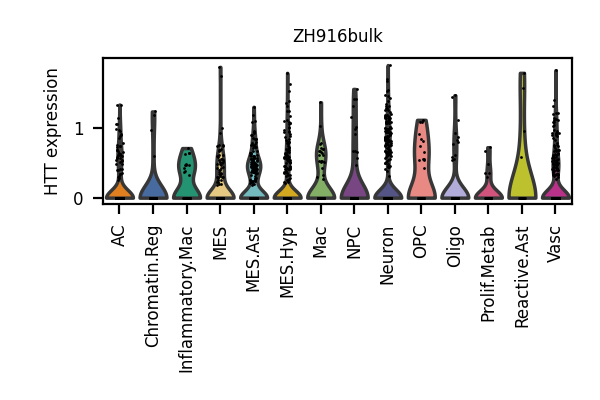 ZH916bulk
HTT expression
1
0
AC
Chromatin.Reg
Inflammatory.Mac
MES
MES.Ast
MES.Hyp
Mac
NPC
Neuron
OPC
Oligo
Prolif.Metab
Reactive.Ast
Vasc